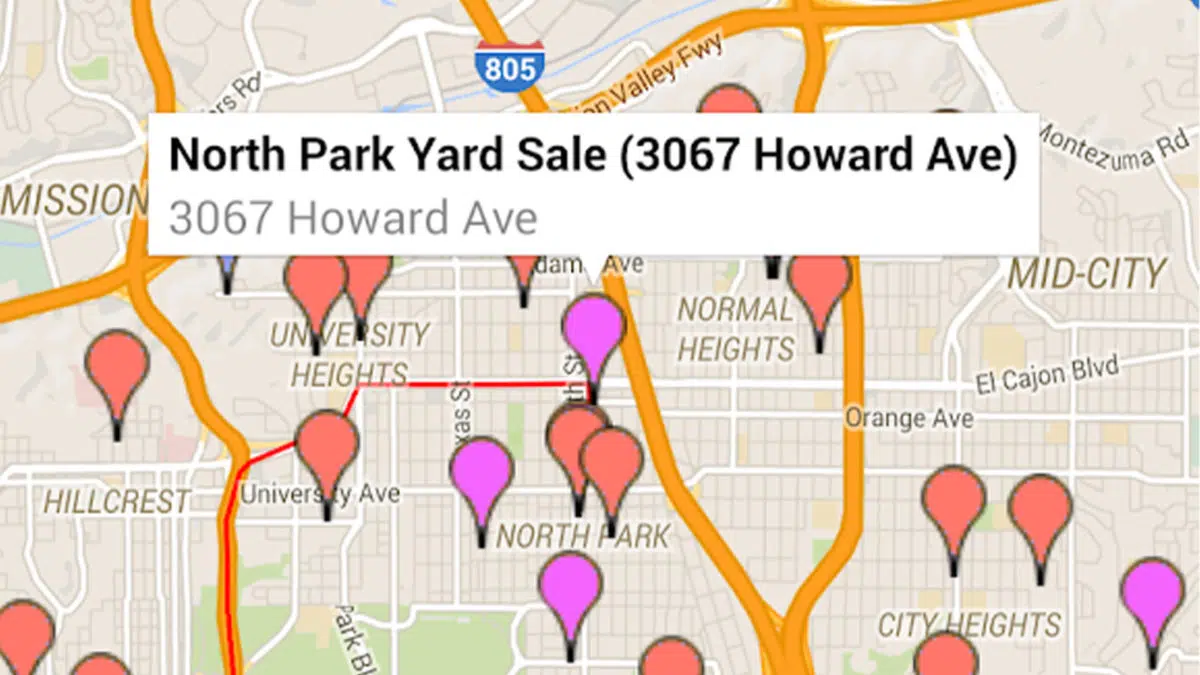 805
ers Rd
ion Valley Fwy
North Park Yard Sale (3067 Howard Ave)
3067 Howard Ave
Montezuma Rd
MISSION
dam Ave
MID-CITY
NORMAL
HEIGHTS
UNIVERSITY
HEIGHTS
th St
xas St
El Cajon Blvd
Orange Ave
University Ave
HILLCREST
NORTH PARK
Park Bl
CITY HEIGHTS